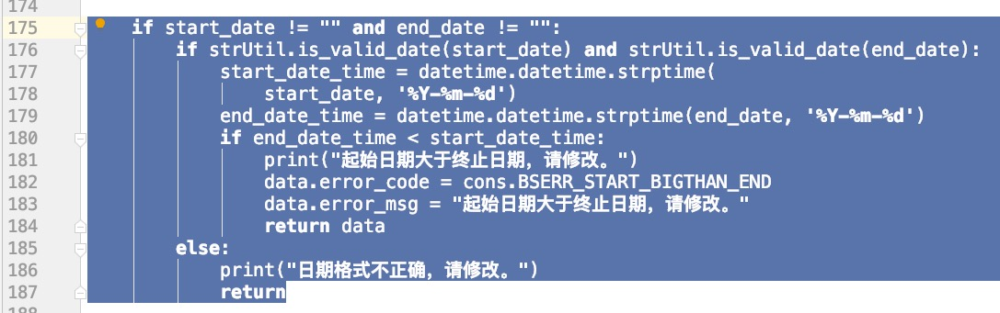 174
175 if start_date != "" and end_date != "":
176 if strUtil.is_valid_date(start_date) and strUtil.is_valid_date(end_date):
177 start_date_time = datetime.datetime.strptime(
178 start_date, '%Y-%m-%d')
179 end_date_time = datetime.datetime.strptime(end_date, '%Y-%m-%d')
180 if end_date_time < start_date_time:
181 print("起始日期大于终止日期，请修改。")
182 data.error_code = cons.BSERR_START_BIGTHAN_END
183 data.error_msg = "起始日期大于终止日期，请修改。"
184 return data
185 else:
186 print("日期格式不正确，请修改。")
187 return
188